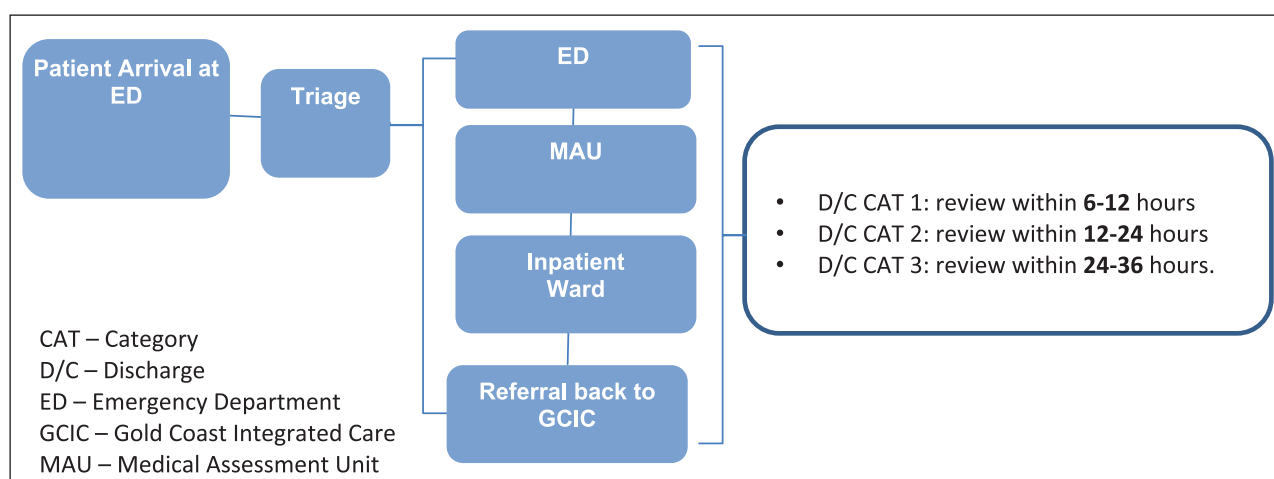 Patient Arrival at
ED
Triage
ED
MAU
Inpatient
Ward
Referral back to
GCIC
• D/C CAT 1: review within 6-12 hours
• D/C CAT 2: review within 12-24 hours
• D/C CAT 3: review within 24-36 hours.
CAT – Category
D/C – Discharge
ED – Emergency Department
GCIC – Gold Coast Integrated Care
MAU – Medical Assessment Unit